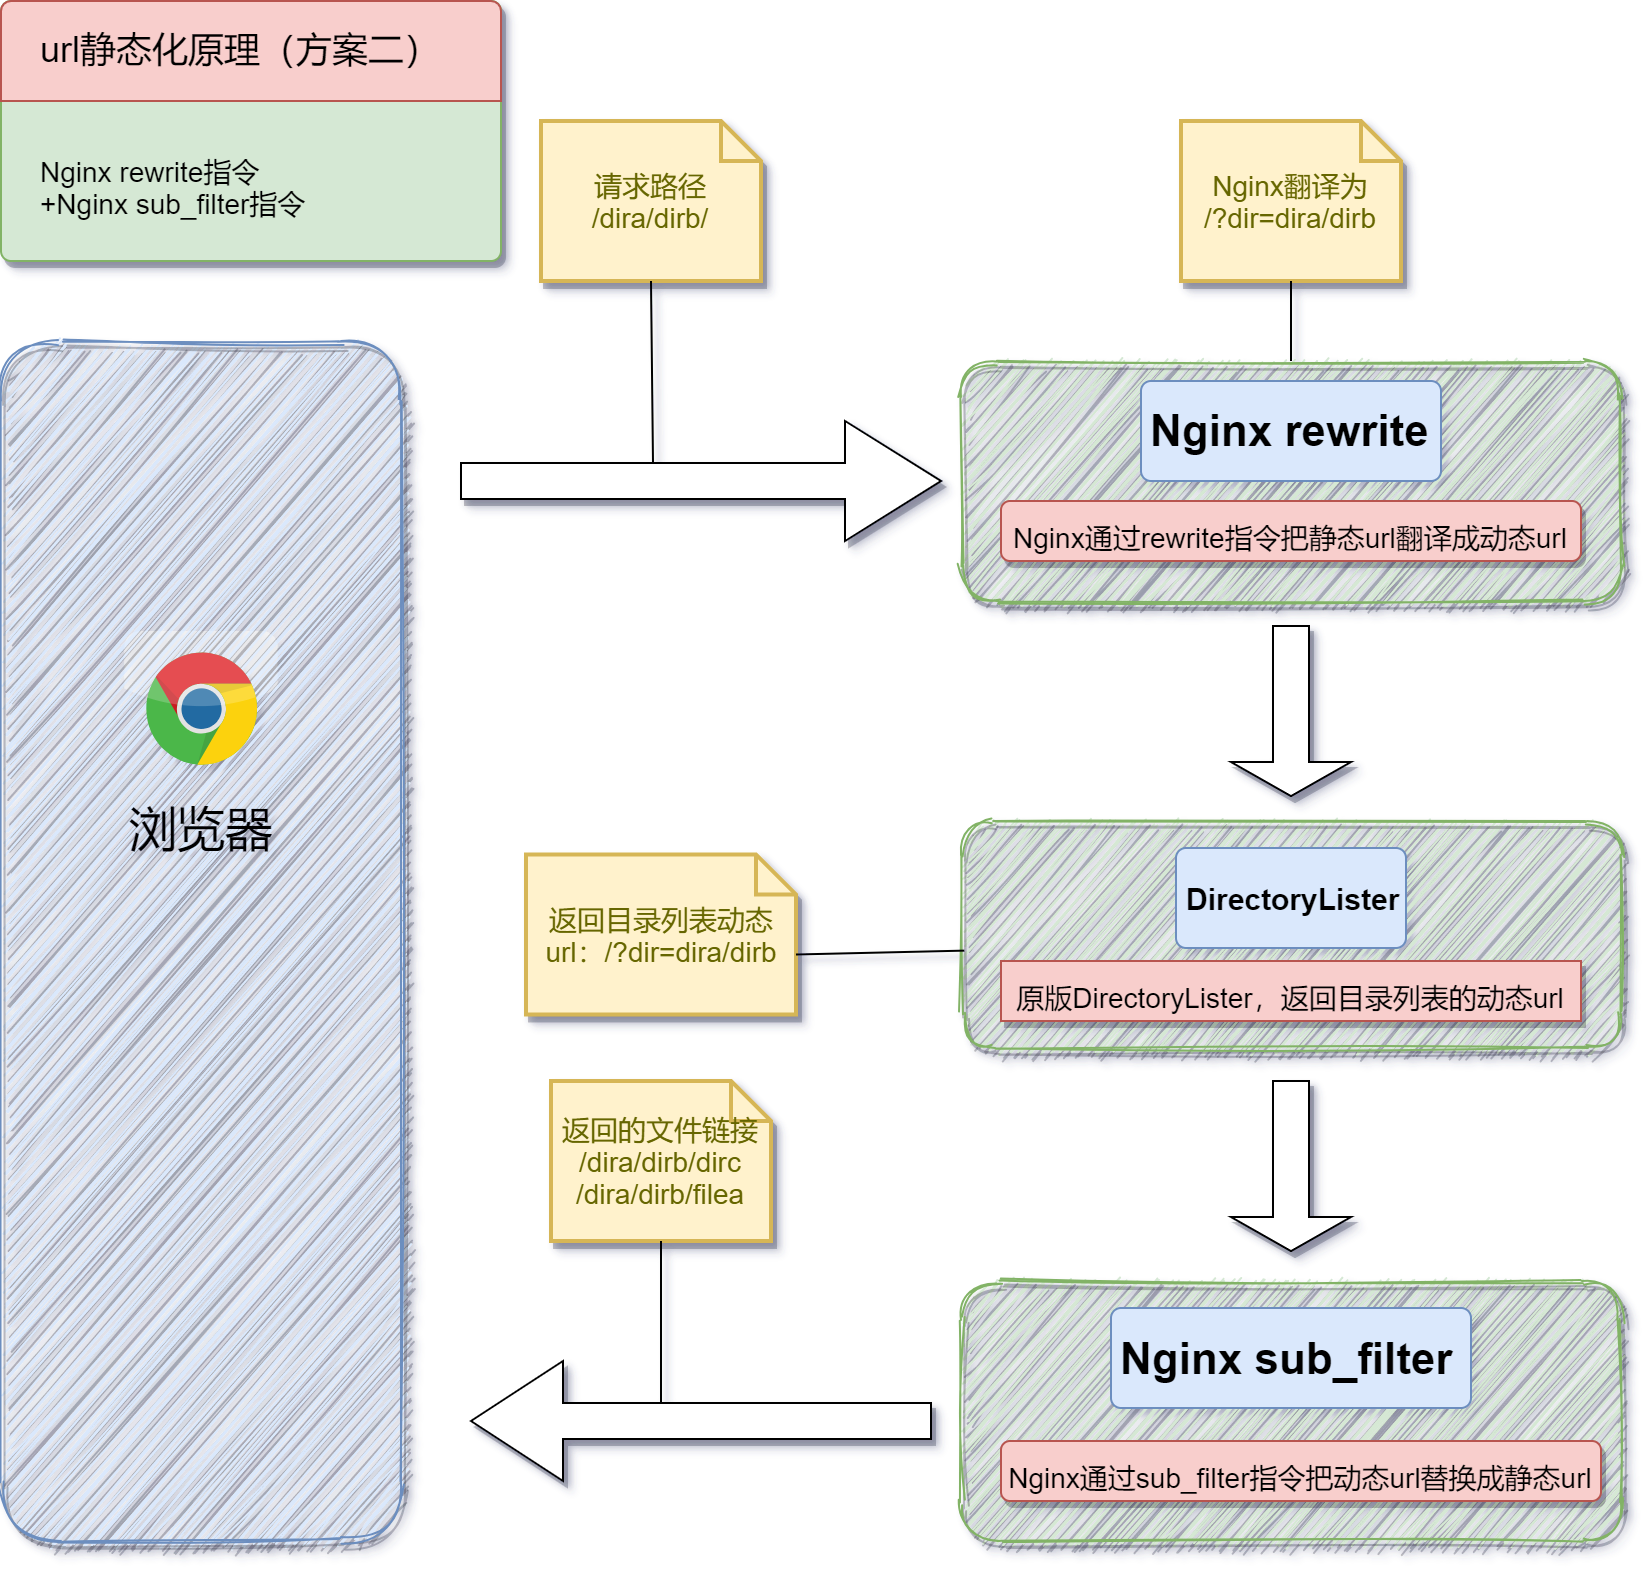 url静态化原理（方案二）
Nginx rewrite指令
+Nginx sub_filter指令
请求路径
/dira/dirb/
Nginx翻译为
/?dir=dira/dirb
Nginx rewrite
Nginx通过rewrite指令把静态url翻译成动态url
浏览器
返回目录列表动态
url：/?dir=dira/dirb
DirectoryLister
原版DirectoryLister，返回目录列表的动态url
返回的文件链接
/dira/dirb/dirc
/dira/dirb/filea
Nginx sub_filter
Nginx通过sub_filter指令把动态url替换成静态url